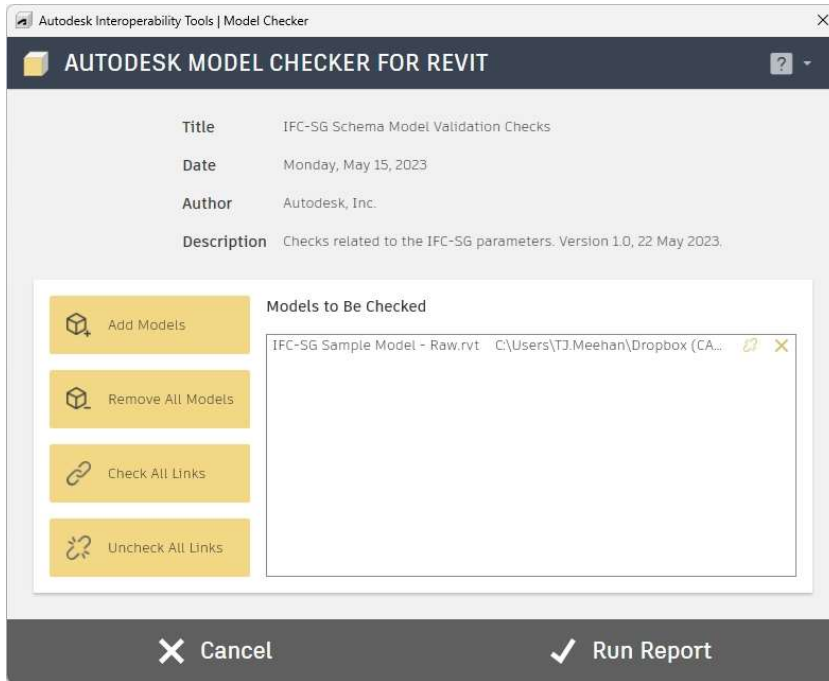 Autodesk Interoperability Tools | Model Checker
AUTODESK MODEL CHECKER FOR REVIT
?
Title IFC-SG Schema Model Validation Checks
Date Monday, May 15, 2023
Author Autodesk, Inc.
Description Checks related to the IFC-SG parameters. Version 1.0, 22 May 2023.
Add Models
Remove All Models
Check All Links
Uncheck All Links
Models to Be Checked
IFC-SG Sample Model - Raw.rvt C:\Users\TJ.Meehan\Dropbox (CA...
Cancel
Run Report